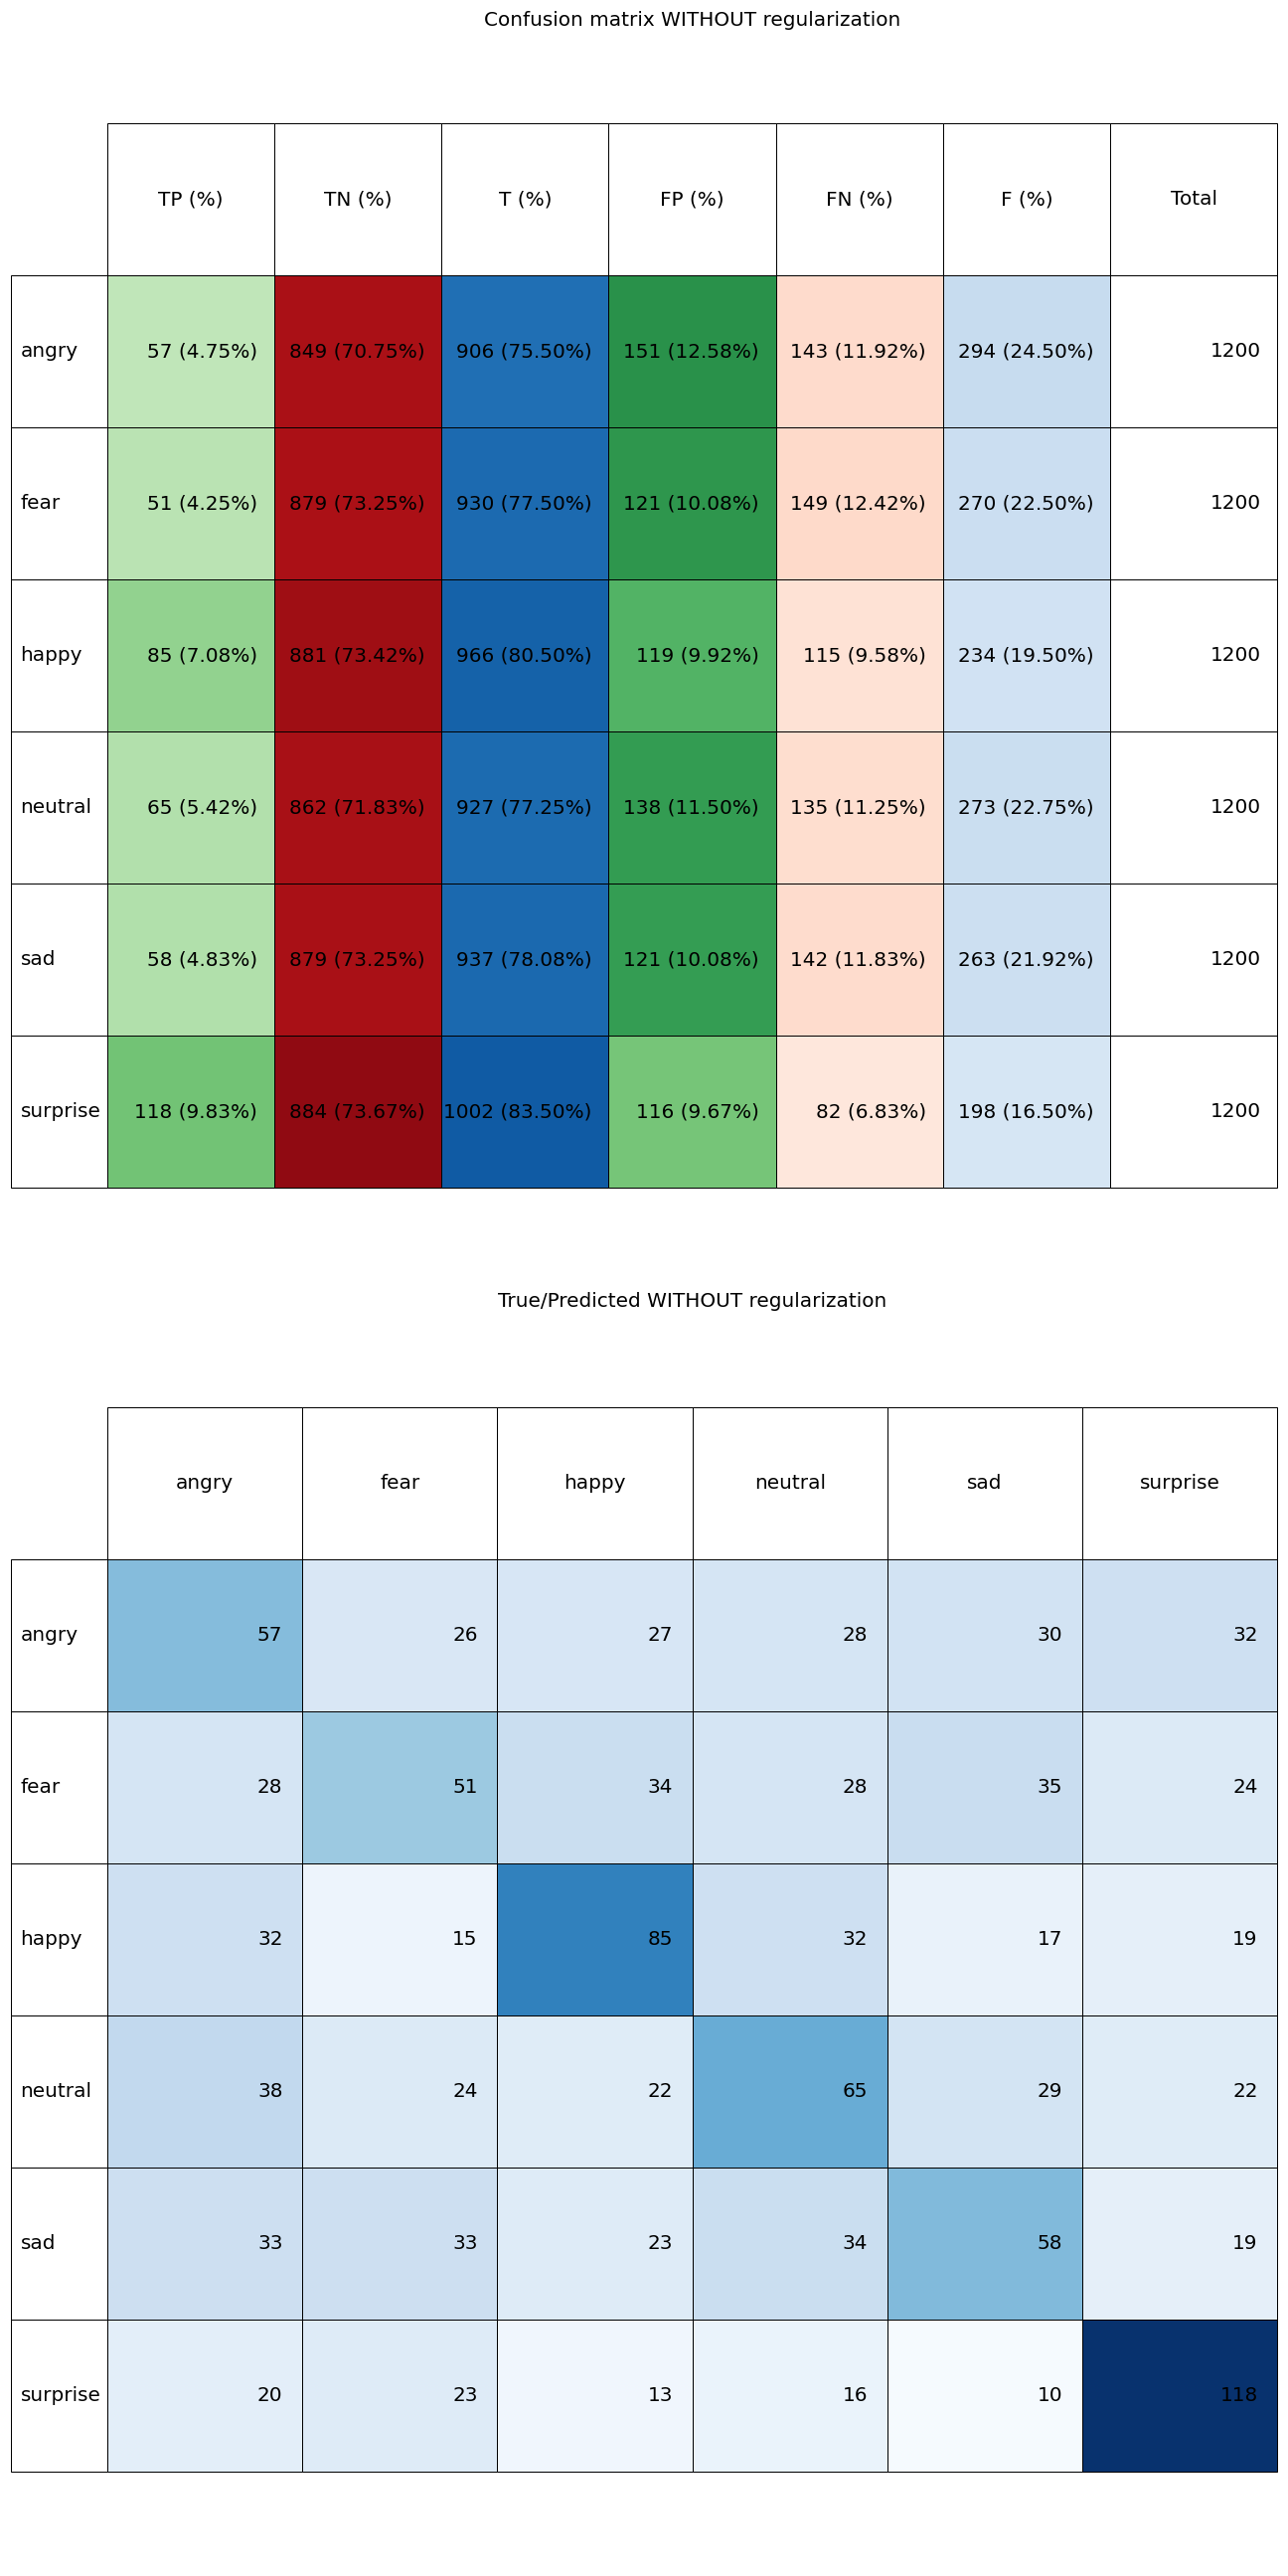 Confusion matrix WITHOUT regularization
TP (%) TN (%) T (%) FP (%) FN (%) F (%) Total
angry 57 (4.75%) 849 (70.75%) 906 (75.50%) 151 (12.58%) 143 (11.92%) 294 (24.50%) 1200
fear 51 (4.25%) 879 (73.25%) 930 (77.50%) 121 (10.08%) 149 (12.42%) 270 (22.50%) 1200
happy 85 (7.08%) 881 (73.42%) 966 (80.50%) 119 (9.92%) 115 (9.58%) 234 (19.50%) 1200
neutral 65 (5.42%) 862 (71.83%) 927 (77.25%) 138 (11.50%) 135 (11.25%) 273 (22.75%) 1200
sad 58 (4.83%) 879 (73.25%) 937 (78.08%) 121 (10.08%) 142 (11.83%) 263 (21.92%) 1200
surprise 118 (9.83%) 884 (73.67%) 1002 (83.50%) 116 (9.67%) 82 (6.83%) 198 (16.50%) 1200
True/Predicted WITHOUT regularization
angry fear happy neutral sad surprise
angry 57 26 27 28 30 32
fear 28 51 34 28 35 24
happy 32 15 85 32 17 19
neutral 38 24 22 65 29 22
sad 33 33 23 34 58 19
surprise 20 23 13 16 10 118